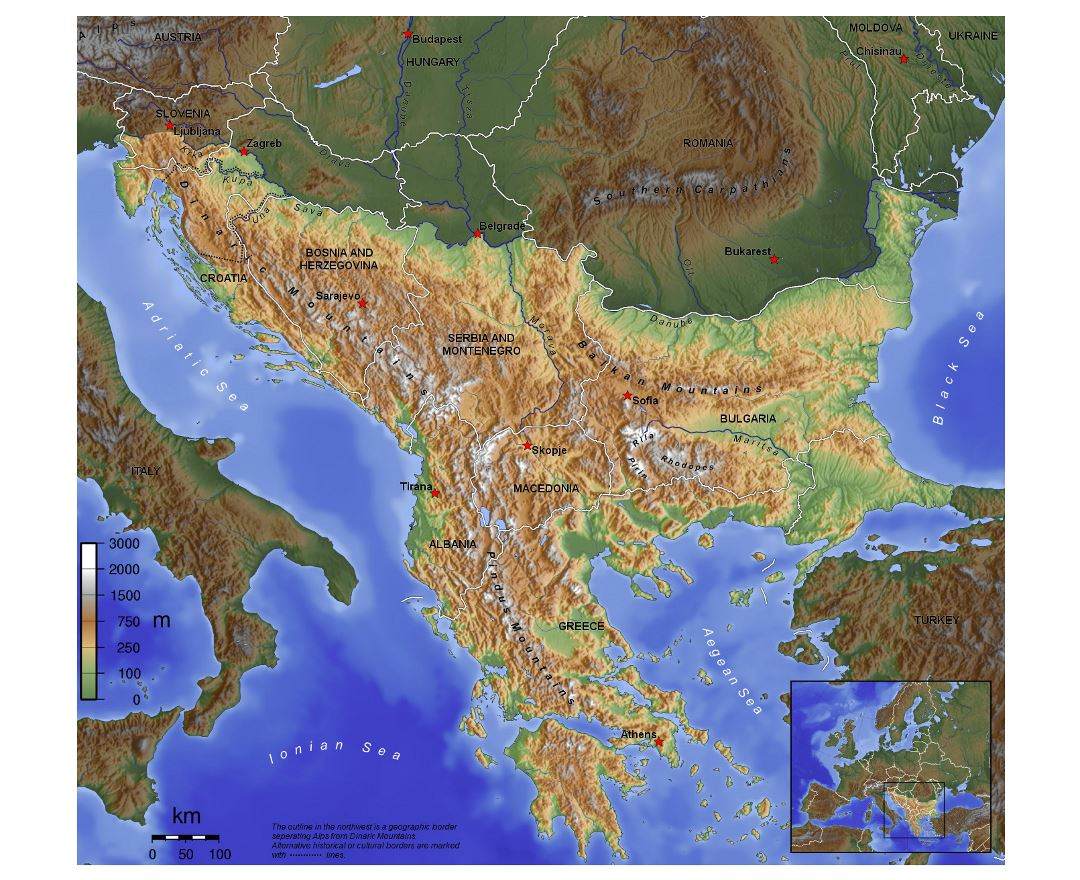 A l p s
AUSTRIA
Budapest
HUNGARY
Danube
Tisza
MOLDOVA
Chisinau
UKRAINE
Prut
SLOVENIA
Ljubljana
Zagreb
Drava
Kupa
Una
Sava
ROMANIA
Southern Carpathians
Belgrade
Bukarest
Olt
Dinaric Mountains
BOSNIA AND
HERZEGOVINA
CROATIA
Sarajevo
Danube
SERBIA AND
MONTENEGRO
Morava
Balkan Mountains
Sofia
BULGARIA
Maritsa
Rila
Pirin
Rhodopes
Adriatic Sea
Black Sea
Skopje
MACEDONIA
ITALY
Tirana
ALBANIA
Pindus Mountains
GREECE
TURKEY
Aegean Sea
Athens
Ionian Sea
3000
2000
1500
750
m
250
100
0
km
0 50 100
The outline in the northwest is a geographic border
seperating Alps from Dinaric Mountains.
Alternative historical or cultural borders are marked
with ············ lines.